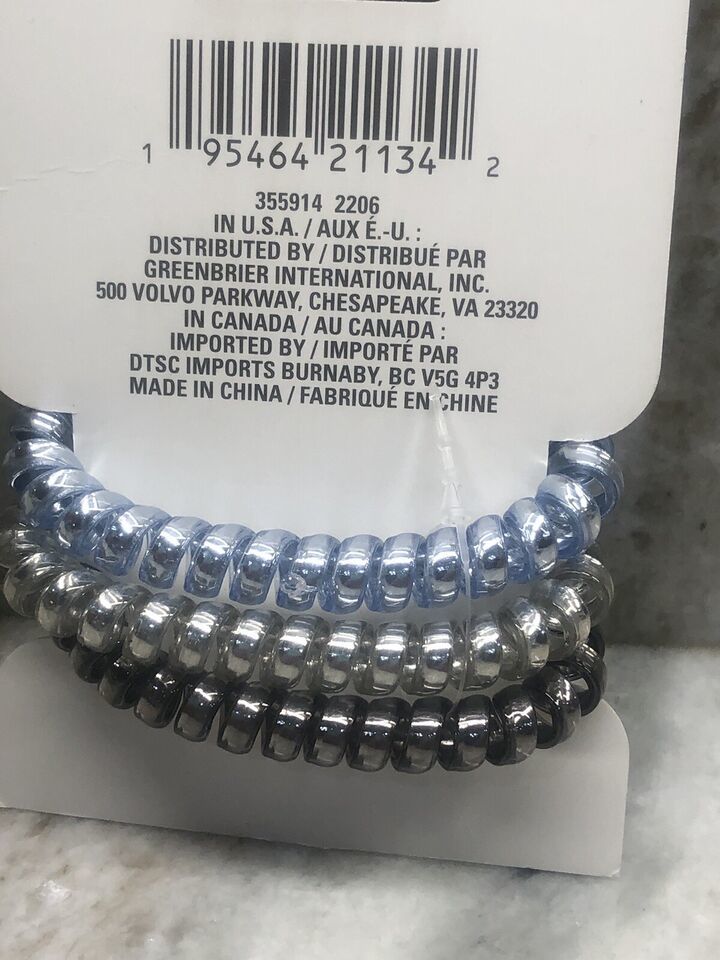 1 95464 21134 2
355914 2206
IN U.S.A. / AUX É.-U. :
DISTRIBUTED BY / DISTRIBUÉ PAR
GREENBRIER INTERNATIONAL, INC.
500 VOLVO PARKWAY, CHESAPEAKE, VA 23320
IN CANADA / AU CANADA :
IMPORTED BY / IMPORTÉ PAR
DTSC IMPORTS BURNABY, BC V5G 4P3
MADE IN CHINA / FABRIQUÉ EN CHINE